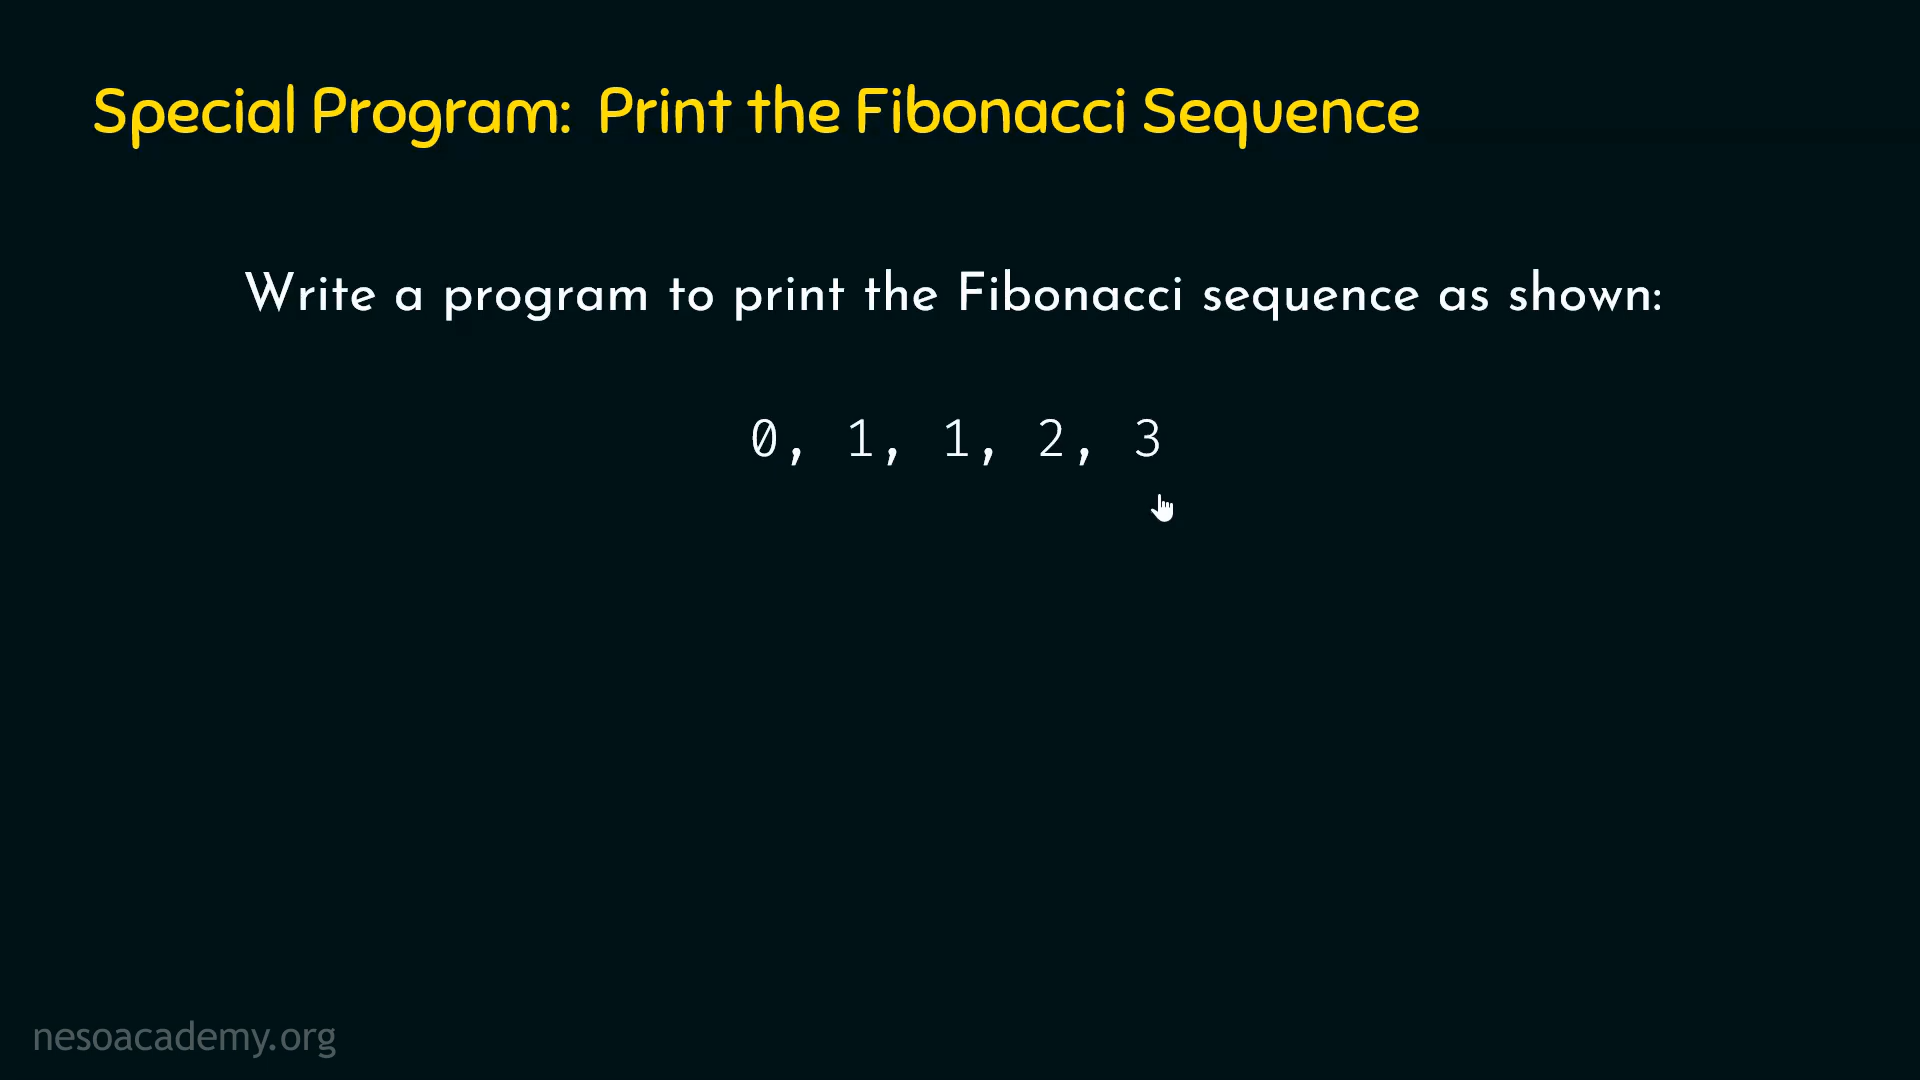 Special Program: Print the Fibonacci Sequence
Write a program to print the Fibonacci sequence as shown:
0, 1, 1, 2, 3
nesoacademy.org